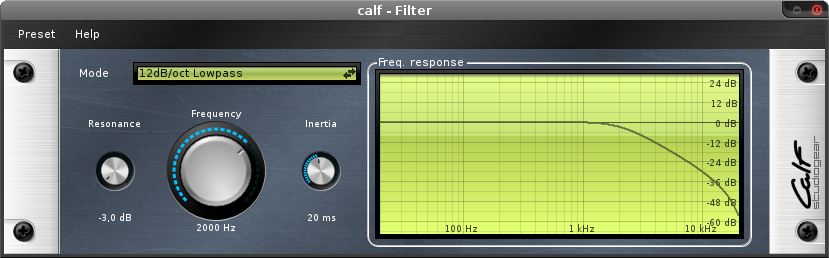 calf - Filter
Preset Help
Mode 12dB/oct Lowpass
Resonance
-3,0 dB
Frequency
2000 Hz
Inertia
20 ms
Freq. response
24 dB
12 dB
0 dB
-12 dB
-24 dB
-36 dB
-48 dB
-60 dB
100 Hz 1 kHz 10 kHz
Calf
studiogear